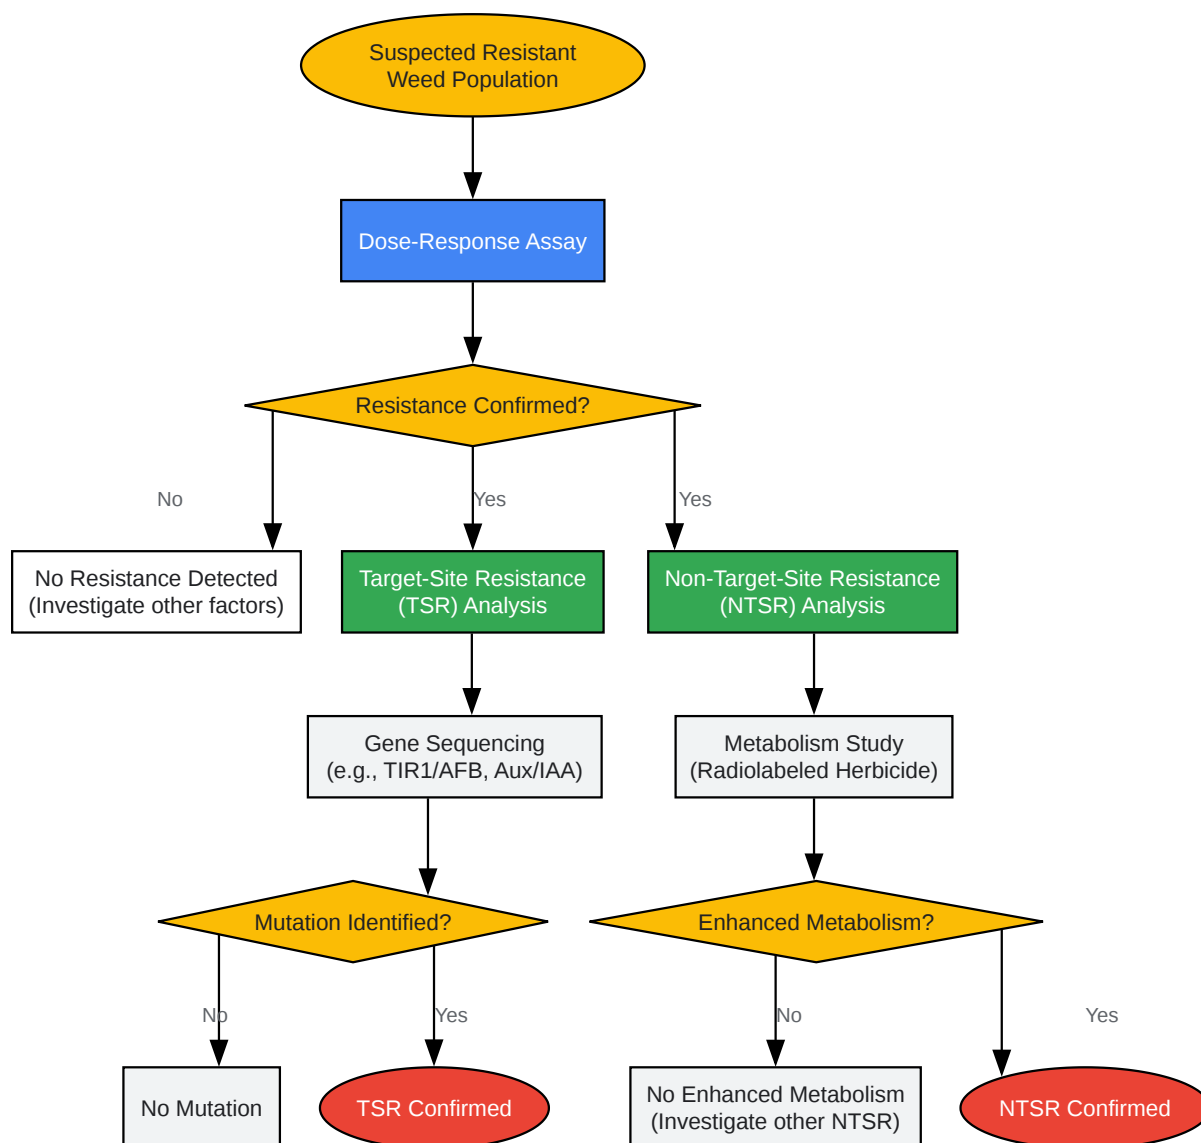 Suspected Resistant
Weed Population
Dose-Response Assay
Resistance Confirmed?
No
Yes
Yes
No Resistance Detected
(Investigate other factors)
Target-Site Resistance
(TSR) Analysis
Non-Target-Site Resistance
(NTSR) Analysis
Gene Sequencing
(e.g., TIR1/AFB, Aux/IAA)
Metabolism Study
(Radiolabeled Herbicide)
Mutation Identified?
Enhanced Metabolism?
No
Yes
No
Yes
No Mutation
TSR Confirmed
No Enhanced Metabolism
(Investigate other NTSR)
NTSR Confirmed